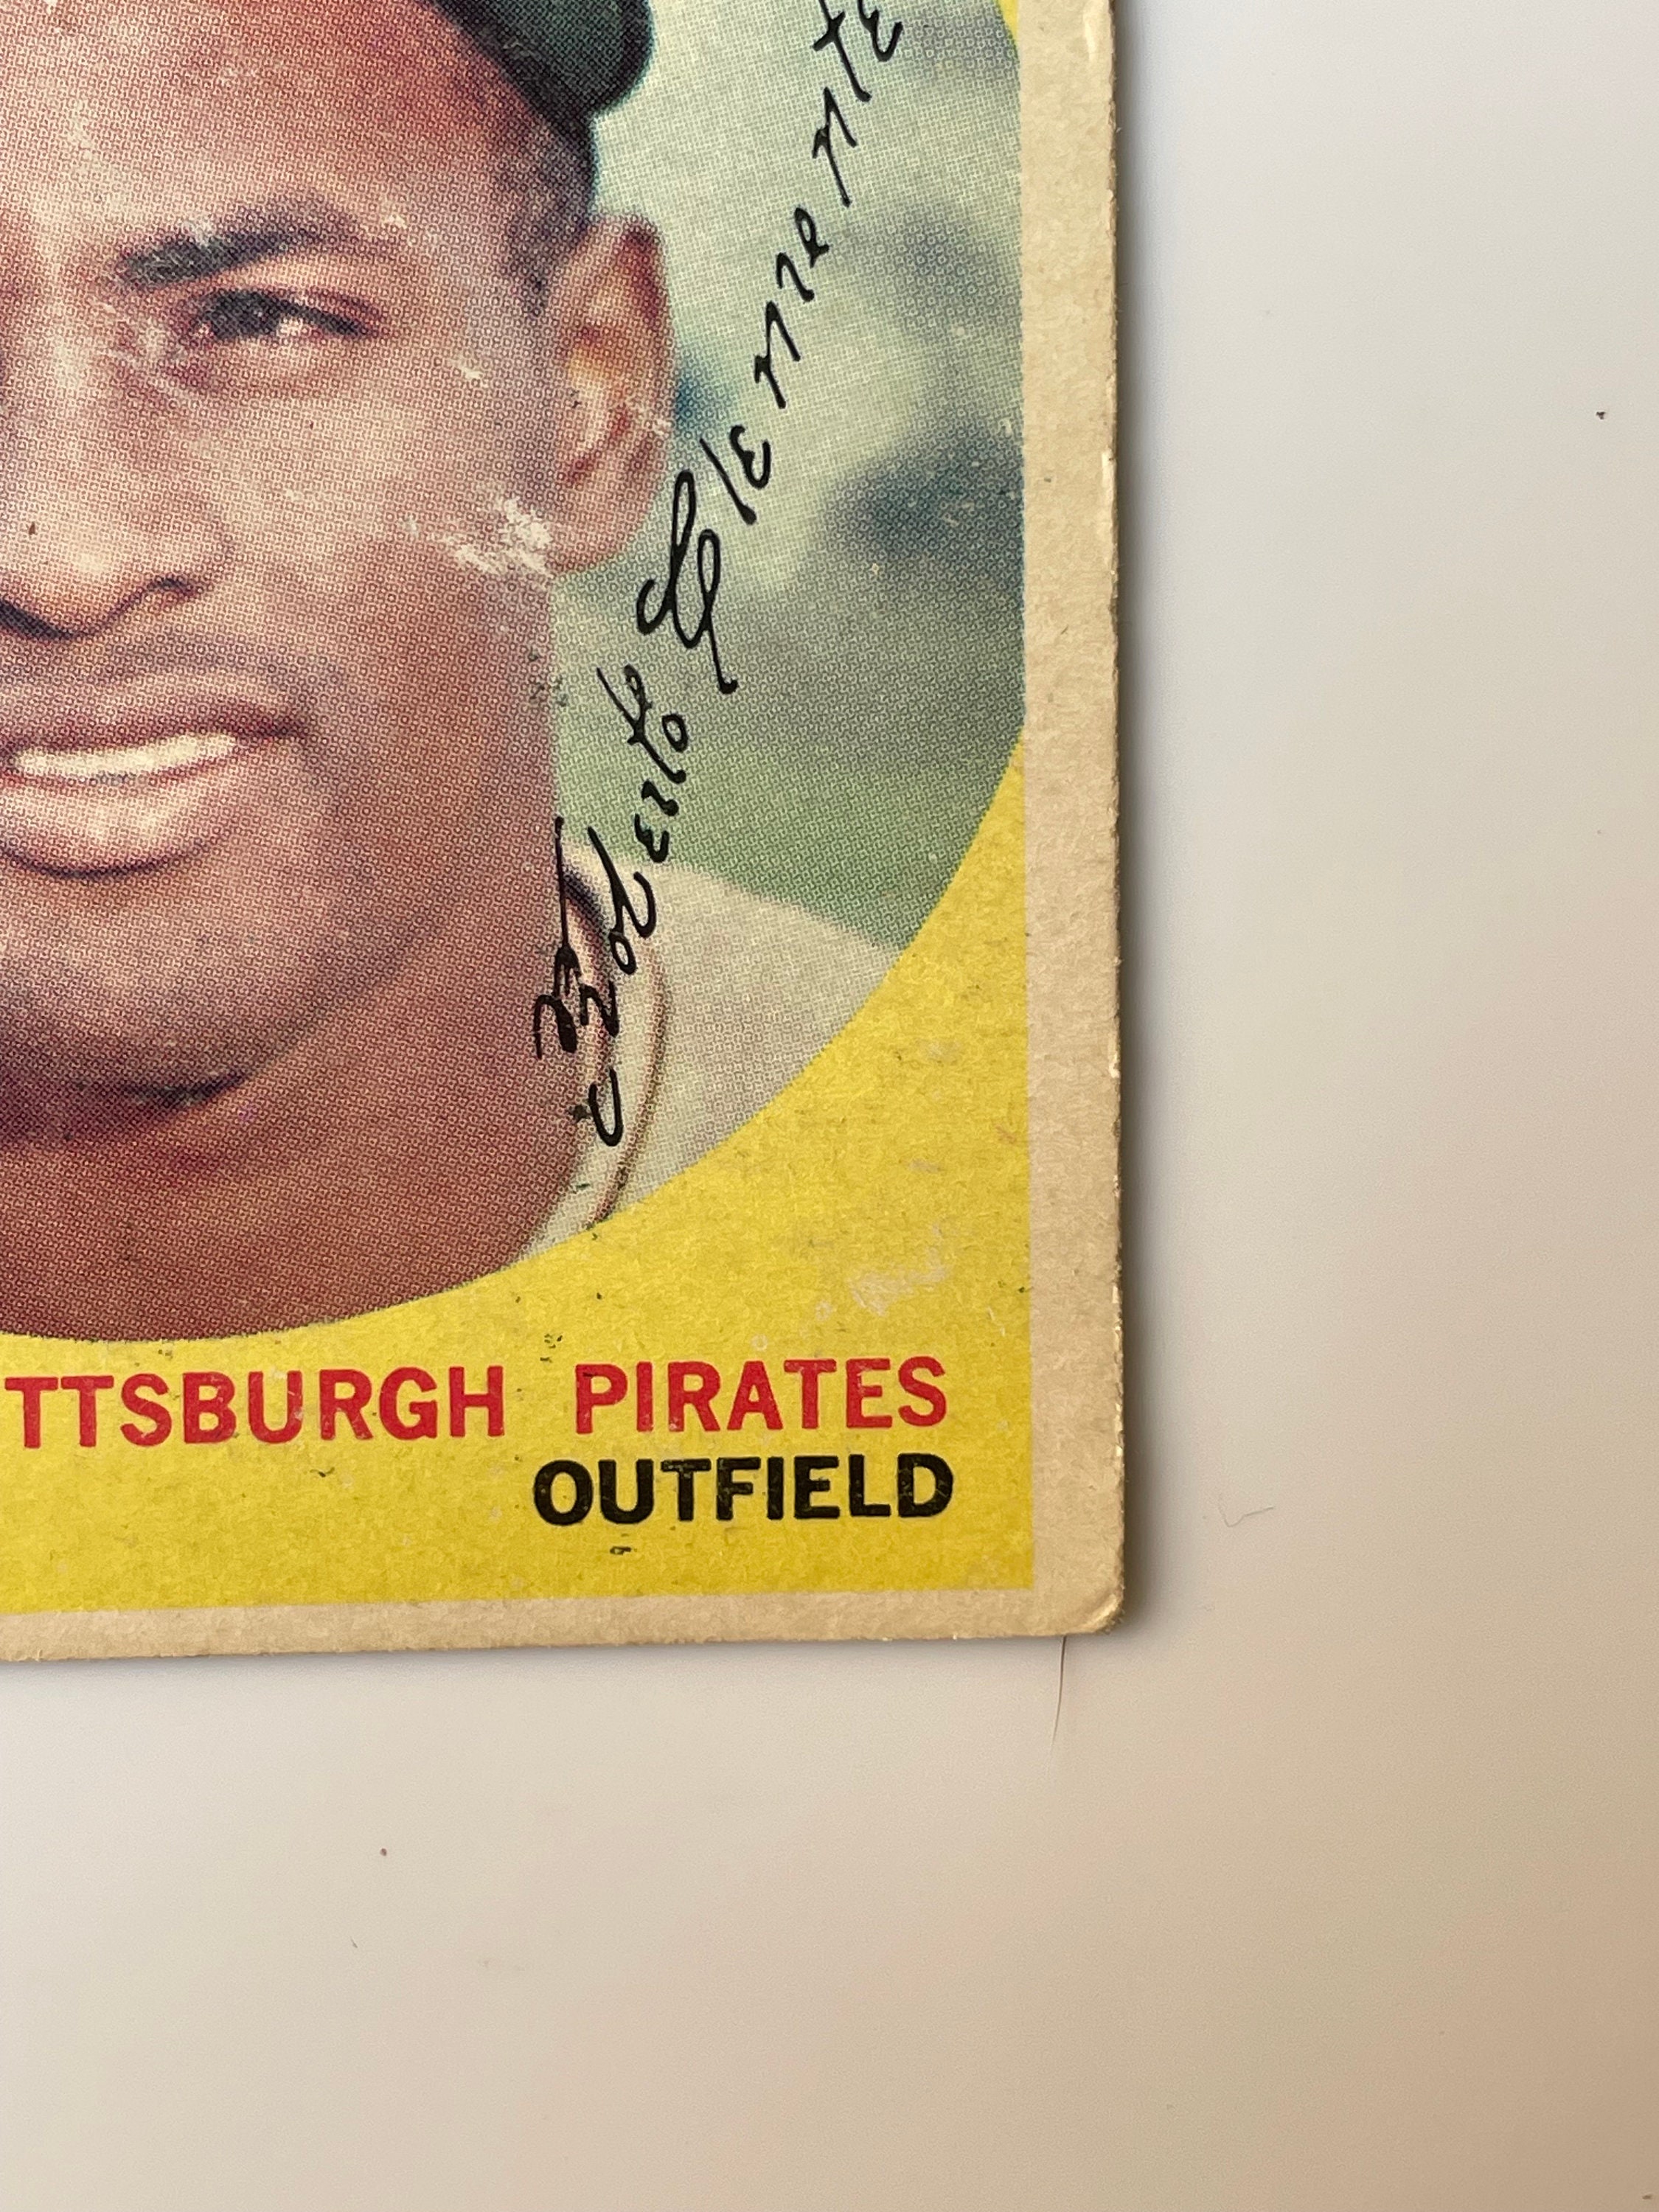 Roberto Clemente
TTSBURGH PIRATES
OUTFIELD